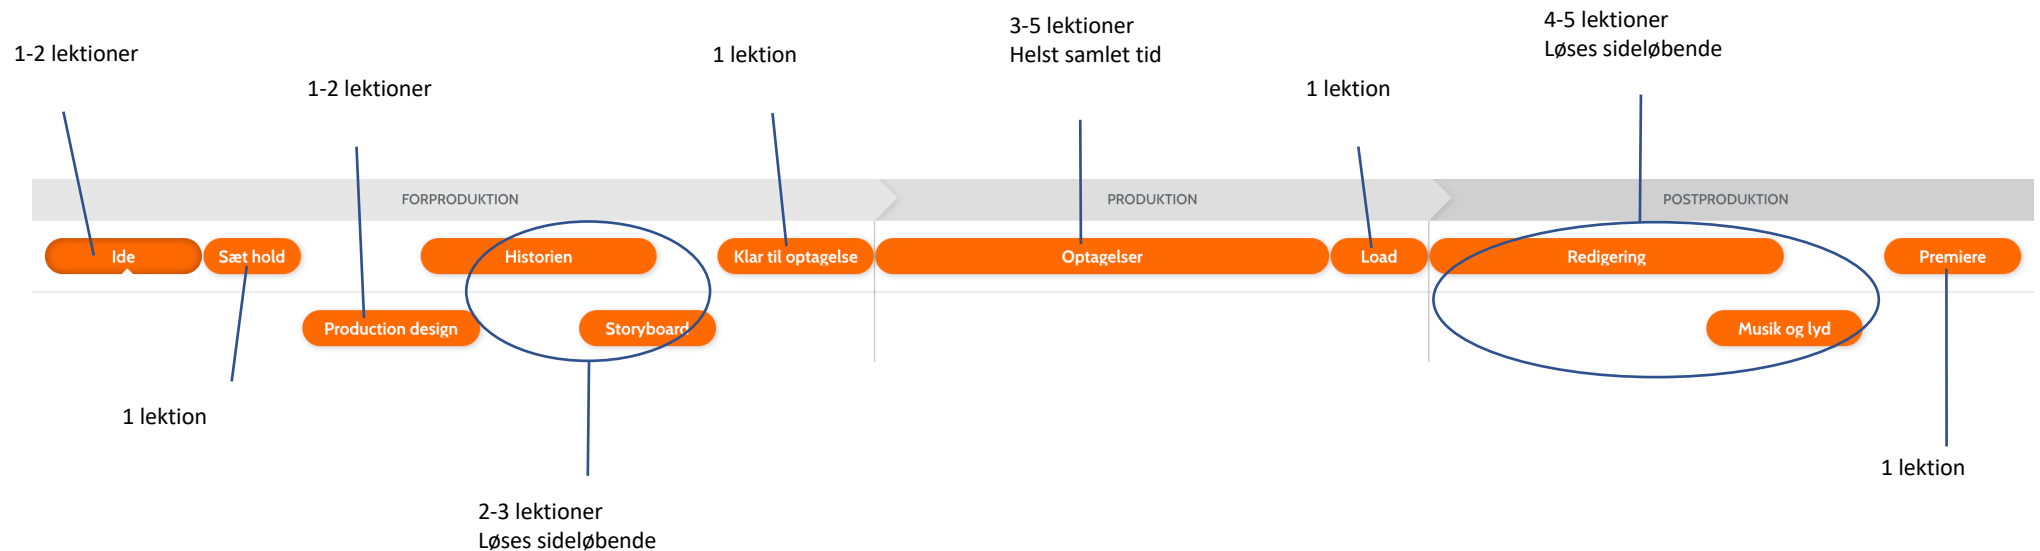 1-2 lektioner
1-2 lektioner
1 lektion
3-5 lektioner
Helst samlet tid
1 lektion
4-5 lektioner
Løses sideløbende
FORPRODUKTION
PRODUKTION
POSTPRODUKTION
Ide
Sæt hold
Historien
Klar til optagelse
Optagelser
Load
Redigering
Premiere
Production design
Storyboard
Musik og lyd
1 lektion
2-3 lektioner
Løses sideløbende
1 lektion